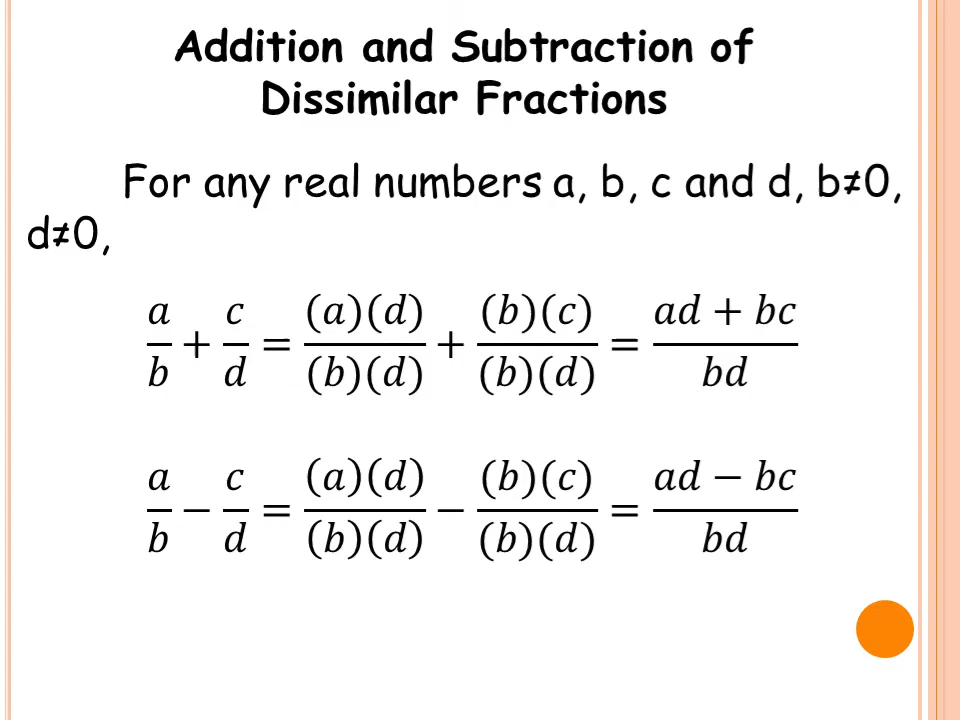 Addition and Subtraction of
Dissimilar Fractions
For any real numbers a, b, c and d, b≠0,
d≠0,
a/b + c/d = (a)(d)/(b)(d) + (b)(c)/(b)(d) = ad + bc/bd
a/b − c/d = (a)(d)/(b)(d) − (b)(c)/(b)(d) = ad − bc/bd